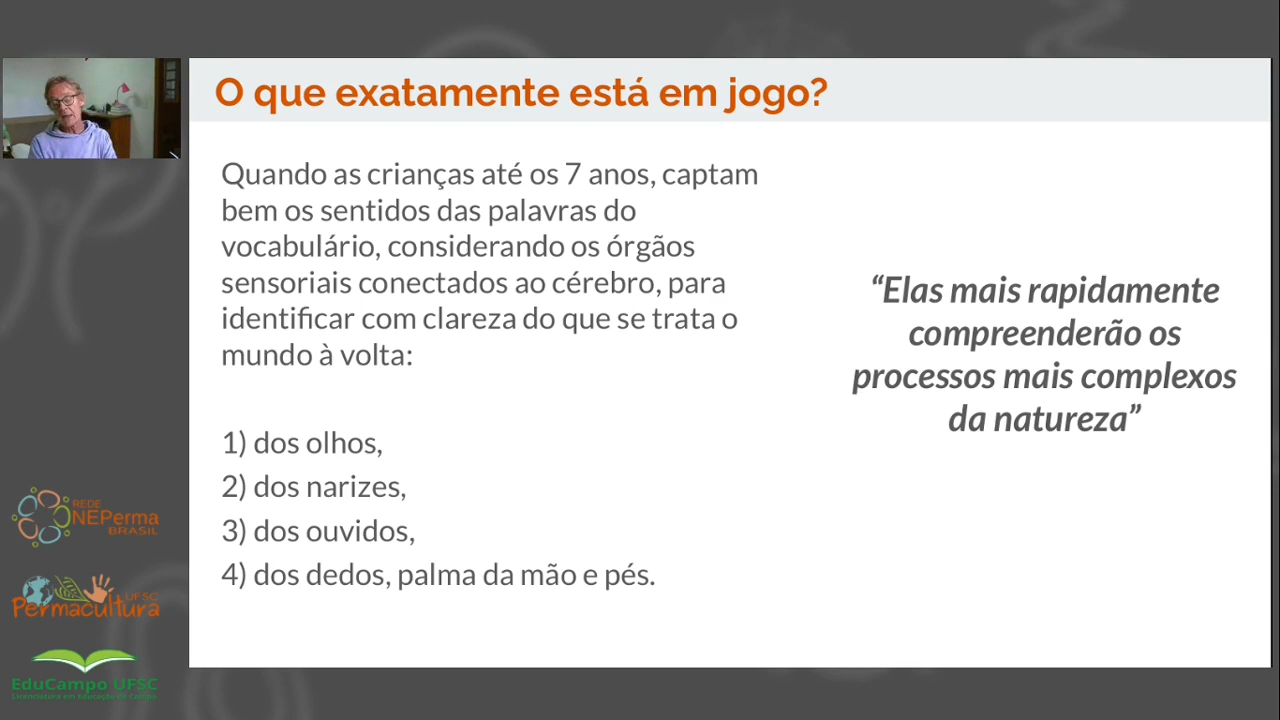 O que exatamente está em jogo?
Quando as crianças até os 7 anos, captam
bem os sentidos das palavras do
vocabulário, considerando os órgãos
sensoriais conectados ao cérebro, para
identificar com clareza do que se trata o
mundo à volta:
1) dos olhos,
2) dos narizes,
3) dos ouvidos,
4) dos dedos, palma da mão e pés.
“Elas mais rapidamente
compreenderão os
processos mais complexos
da natureza”
REDE
NEPerma
BRASIL
UFSC
Permacultura
EduCampo UFSC
Licenciatura em Educação do Campo